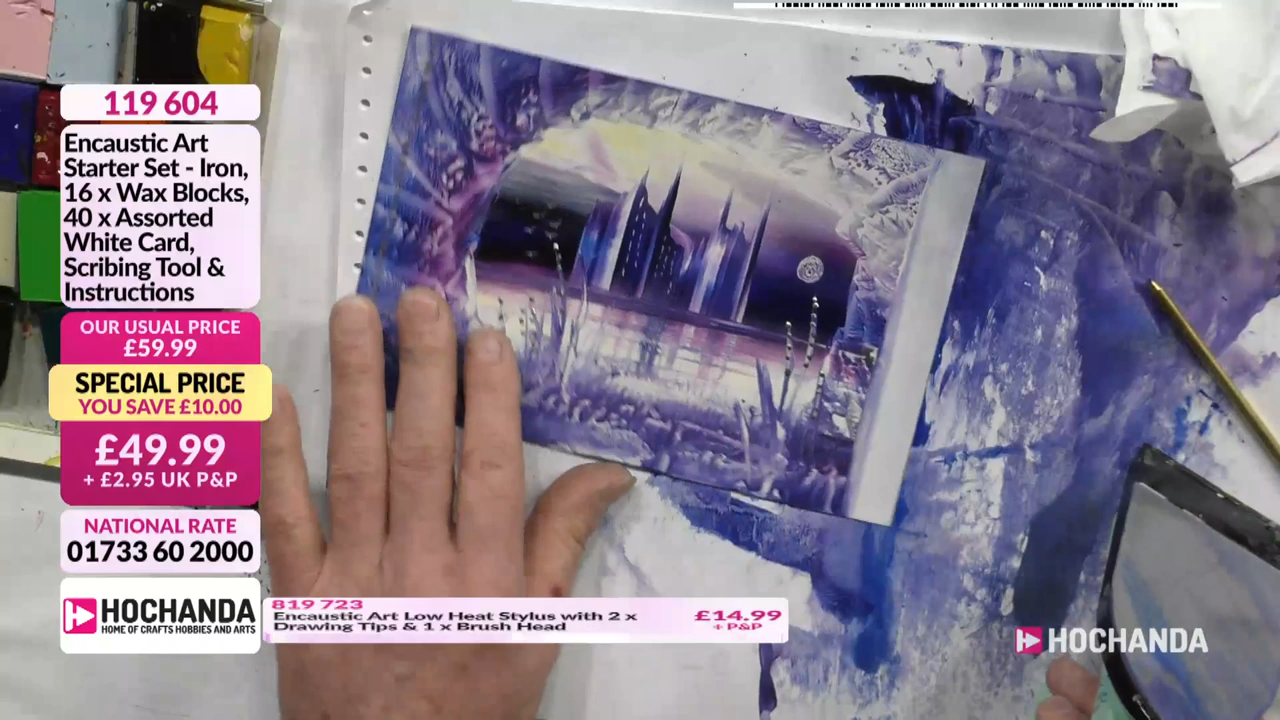 119 604
Encaustic Art
Starter Set - Iron,
16 x Wax Blocks,
40 x Assorted
White Card,
Scribing Tool &
Instructions
OUR USUAL PRICE
£59.99
SPECIAL PRICE
YOU SAVE £10.00
£49.99
+ £2.95 UK P&P
NATIONAL RATE
01733 60 2000
HOCHANDA
HOME OF CRAFTS HOBBIES AND ARTS
819 723
Encaustic Art Low Heat Stylus with 2 x
Drawing Tips & 1 x Brush Head
£14.99
+ P&P
HOCHANDA